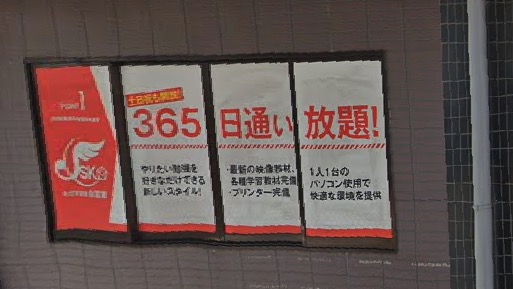 POINT 1
土日祝も開放!
365日通い放題!
SK
やりたい勉強を
好きなだけできる
新しいスタイル!
・最新の映像教材、
各種学習教材完備
・プリンター完備
1人1台の
パソコン使用で
快適な環境を提供